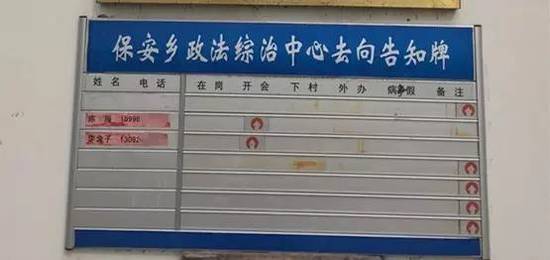 保安乡政法综治中心去向告知牌
姓名 电话 在岗 开会 下村 外办 病事假 备注